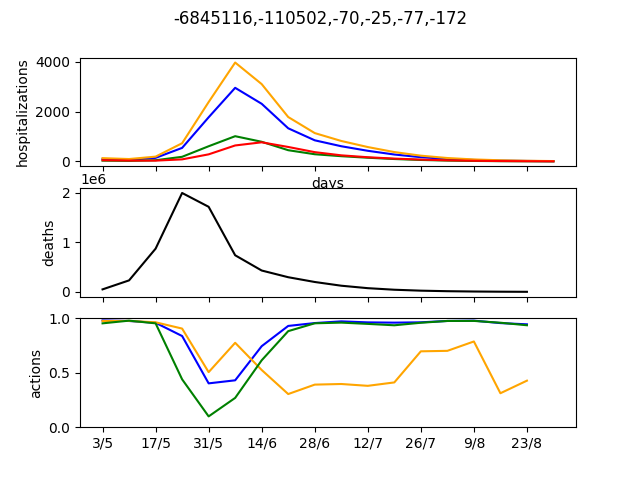 -6845116,-110502,-70,-25,-77,-172
4000
2000
0
hospitalizations
days
1e6
2
1
0
deaths
1.0
0.5
0.0
actions
3/5 17/5 31/5 14/6 28/6 12/7 26/7 9/8 23/8